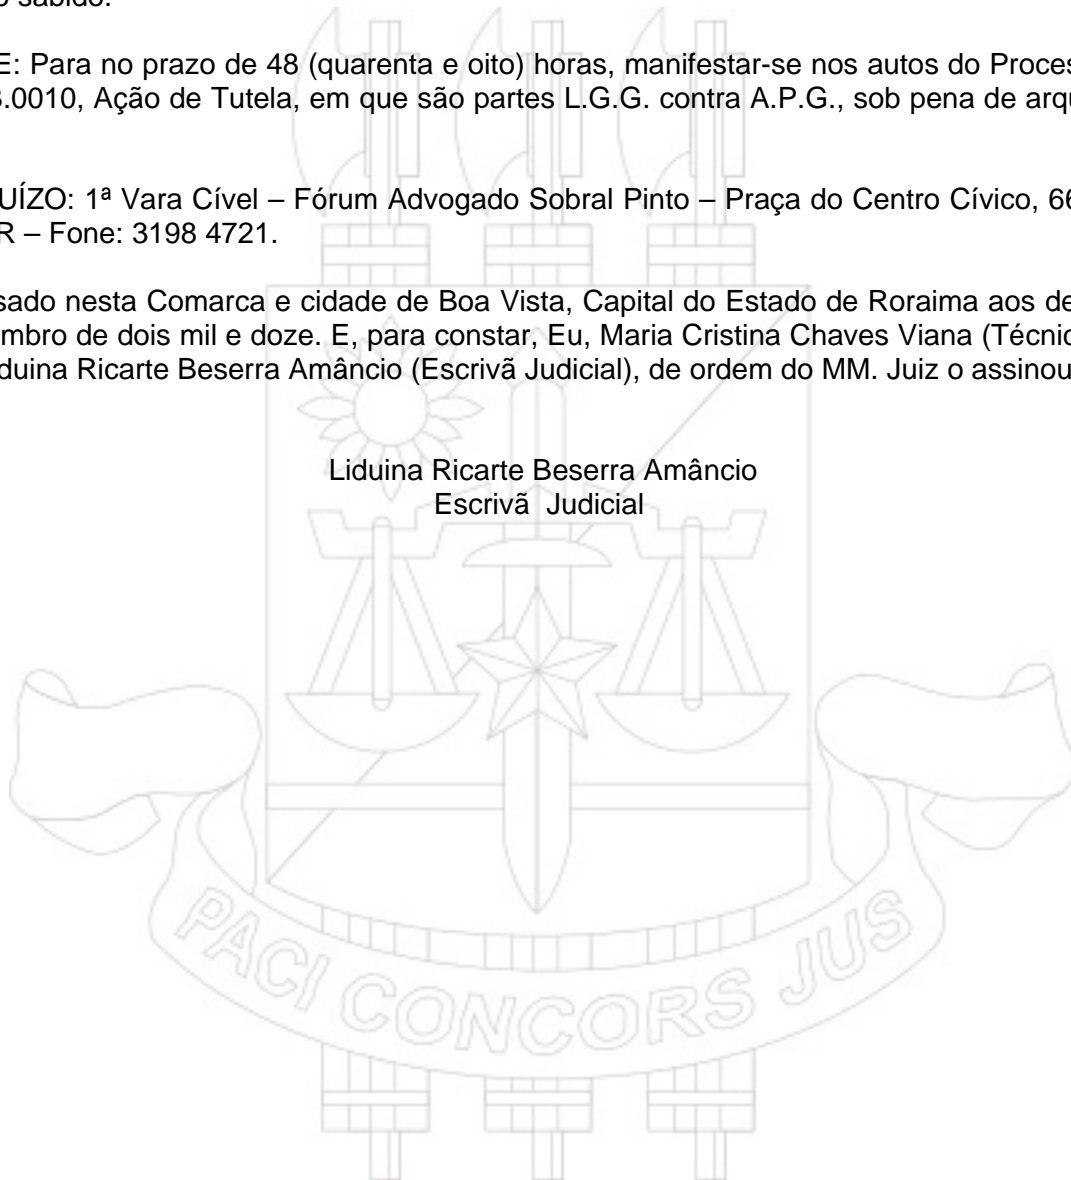 sabido.
E: Para no prazo de 48 (quarenta e oito) horas, manifestar-se nos autos do Proces
.0010, Ação de Tutela, em que são partes L.G.G. contra A.P.G., sob pena de arq
UÍZO: 1ª Vara Cível – Fórum Advogado Sobral Pinto – Praça do Centro Cívico, 66
R – Fone: 3198 4721.
sado nesta Comarca e cidade de Boa Vista, Capital do Estado de Roraima aos de
mbro de dois mil e doze. E, para constar, Eu, Maria Cristina Chaves Viana (Técnic
duina Ricarte Beserra Amâncio (Escrivã Judicial), de ordem do MM. Juiz o assinou
Liduina Ricarte Beserra Amâncio
Escrivã Judicial
PACI CONCORS JUS